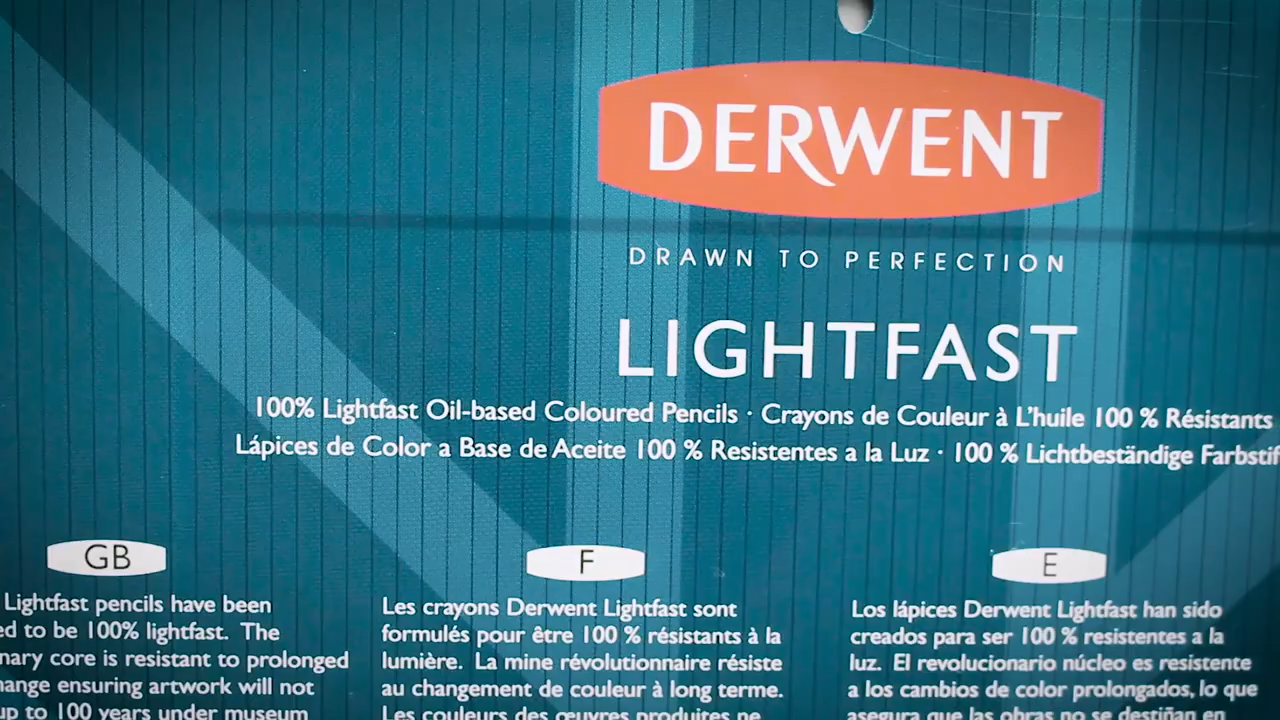 DERWENT
DRAWN TO PERFECTION
LIGHTFAST
100% Lightfast Oil-based Coloured Pencils · Crayons de Couleur à L'huile 100 % Résistants
Lápices de Color a Base de Aceite 100 % Resistentes a la Luz · 100 % Lichtbeständige
GB
Lightfast pencils have been
to be 100% lightfast. The
core is resistant to prolonged
ensuring artwork will not
up to 100 years under museum
F
Les crayons Derwent Lightfast sont
formulés pour être 100 % résistants à la
lumière. La mine révolutionnaire résiste
au changement de couleur à long terme.
Les couleurs des œuvres produites ne
E
Los lápices Derwent Lightfast han sido
creados para ser 100 % resistentes a la
luz. El revolucionario núcleo es resistente
a los cambios de color prolongados, lo que
asegura que las obras no se destiñan en